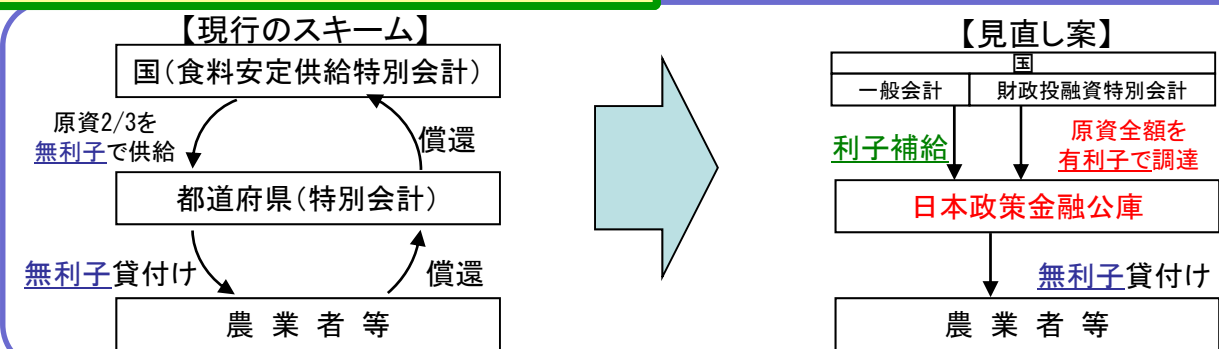 【現行のスキーム】
国(食料安定供給特別会計)
原資2/3を
無利子で供給
償還
都道府県(特別会計)
無利子貸付け
償還
農 業 者 等
【見直し案】
国
一般会計
財政投融資特別会計
利子補給
原資全額を
有利子で調達
日本政策金融公庫
無利子貸付け
農 業 者 等